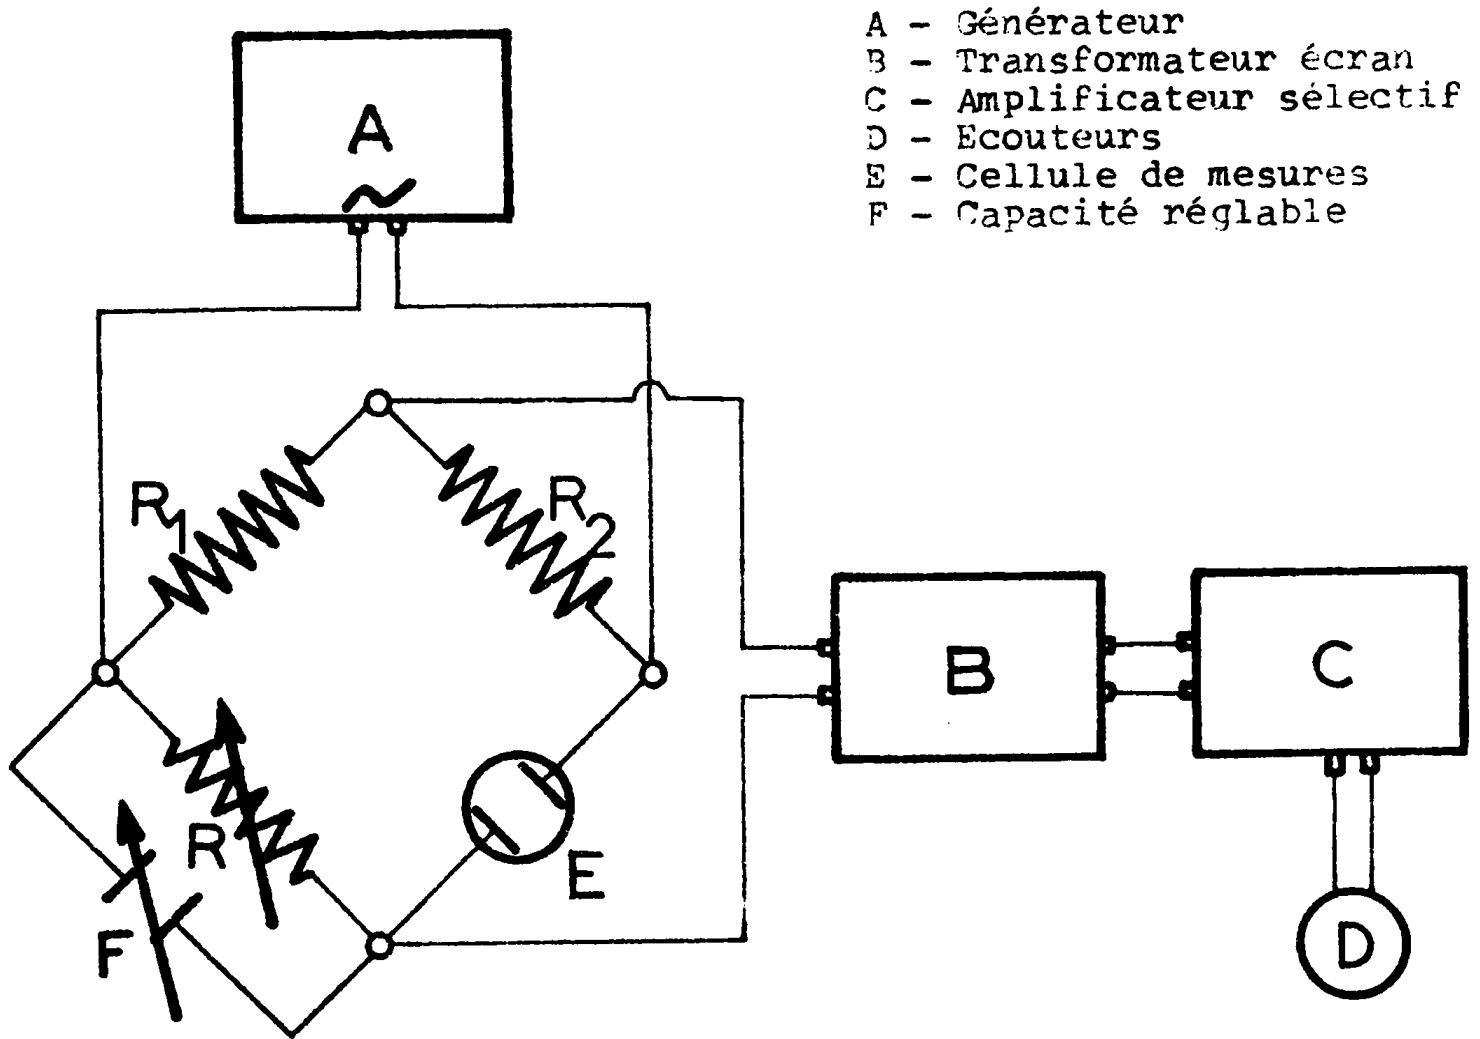 A - Générateur
B - Transformateur écran
C - Amplificateur sélectif
D - Ecouteurs
E - Cellule de mesures
F - Capacité réglable
A
R1
R2
B
C
R
E
F
D